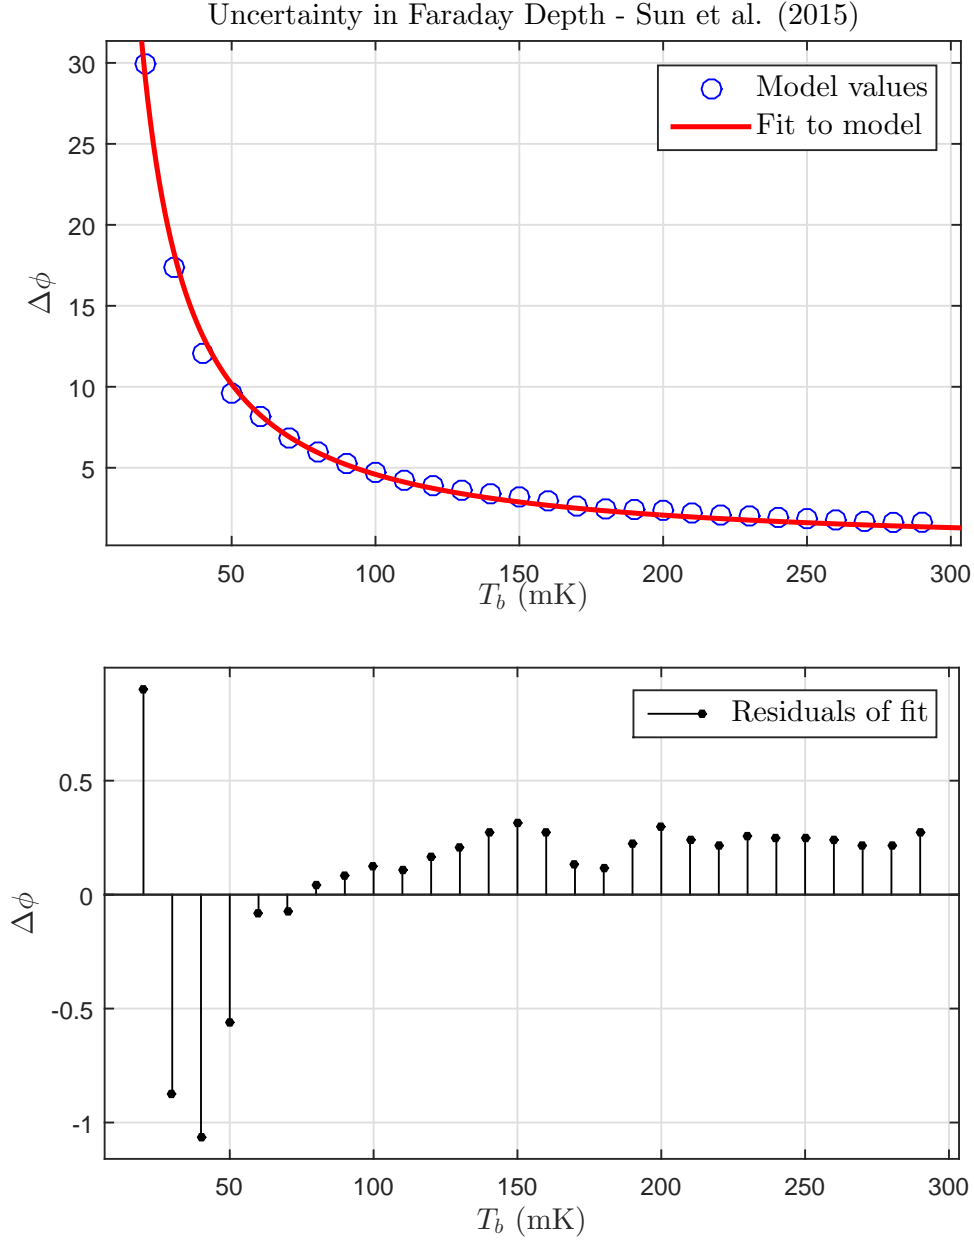 Uncertainty in Faraday Depth - Sun et al. (2015)
30
25
20
15
10
5
Δϕ
Model values
Fit to model
50 100 150 200 250 300
T_b (mK)
0.5
0
-0.5
-1
Δϕ
Residuals of fit
50 100 150 200 250 300
T_b (mK)